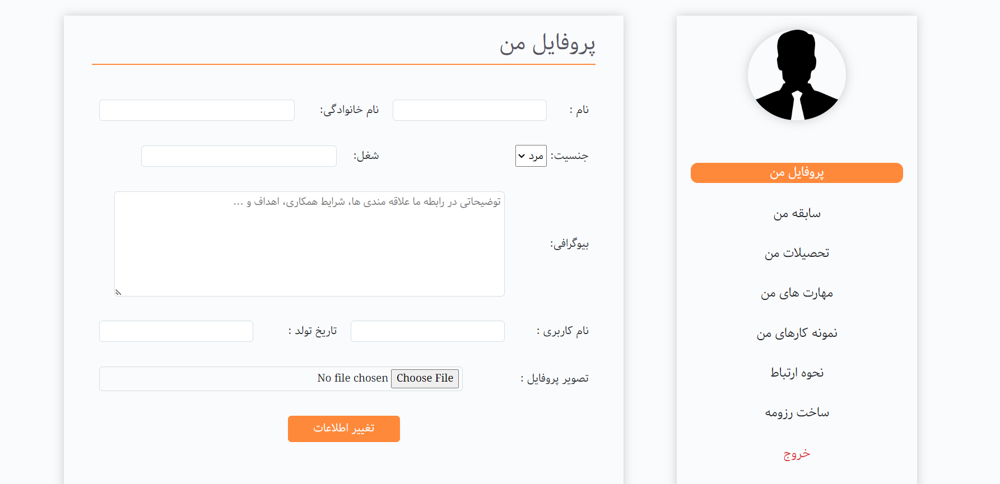 پروفایل من
نام :
نام خانوادگی:
جنسیت: مرد
شغل:
بیوگرافی:
توضیحاتی در رابطه ما علاقه مندی ها، شرایط همکاری، اهداف و ...
نام کاربری :
تاریخ تولد :
تصویر پروفایل :
Choose File No file chosen
تغییر اطلاعات
پروفایل من
سابقه من
تحصیلات من
مهارت های من
نمونه کارهای من
نحوه ارتباط
ساخت رزومه
خروج